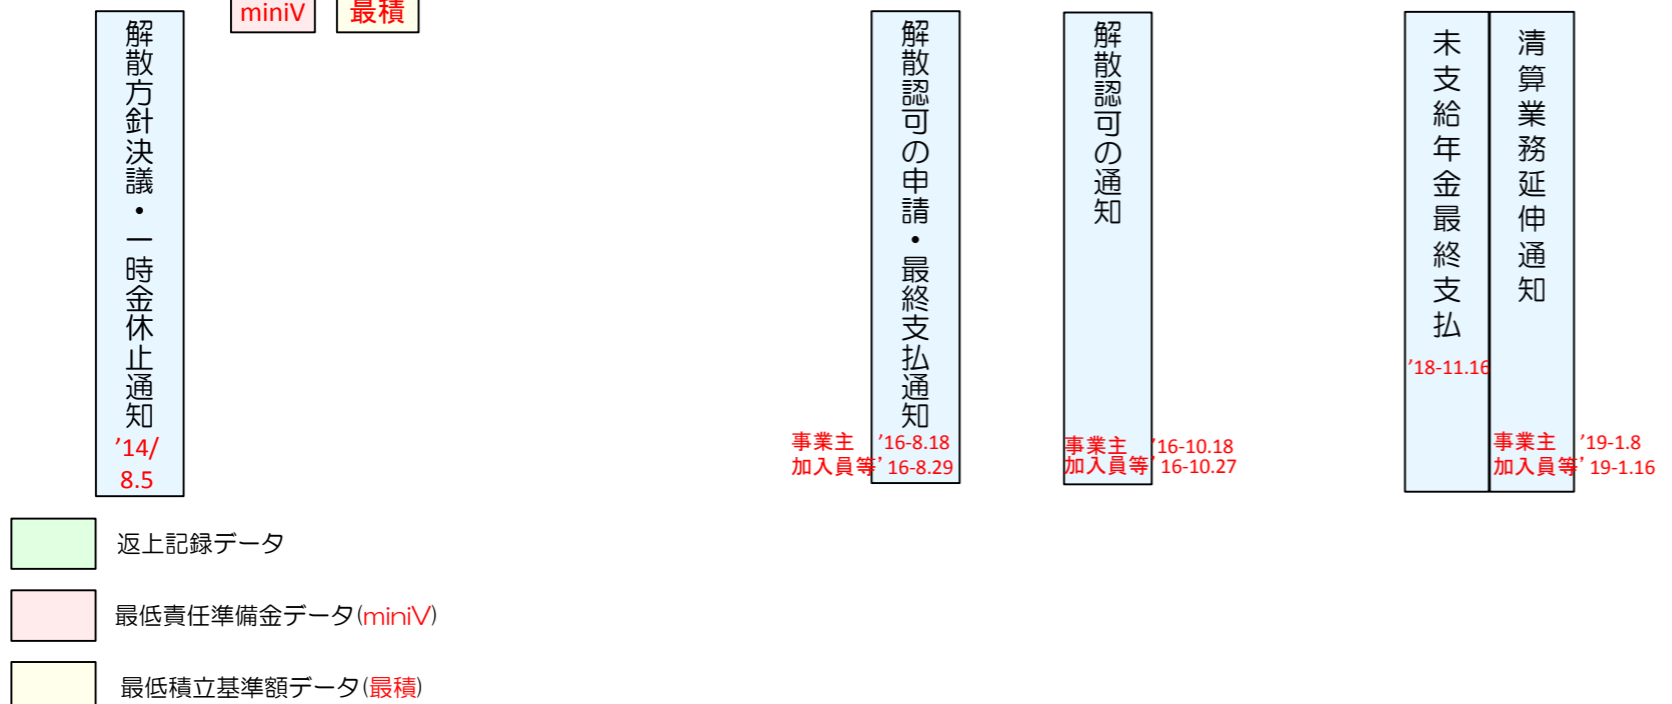 miniV
最積
解散方針決議・一時金休止通知
’14/
8.5
解散認可の申請・最終支払通知
事業主 ’16-8.18
加入員等’16-8.29
解散認可の通知
事業主 ’16-10.18
加入員等’16-10.27
未支給年金最終支払
’18-11.16
清算業務延伸通知
事業主 ’19-1.8
加入員等’19-1.16
返上記録データ
最低責任準備金データ(miniV)
最低積立基準額データ(最積)